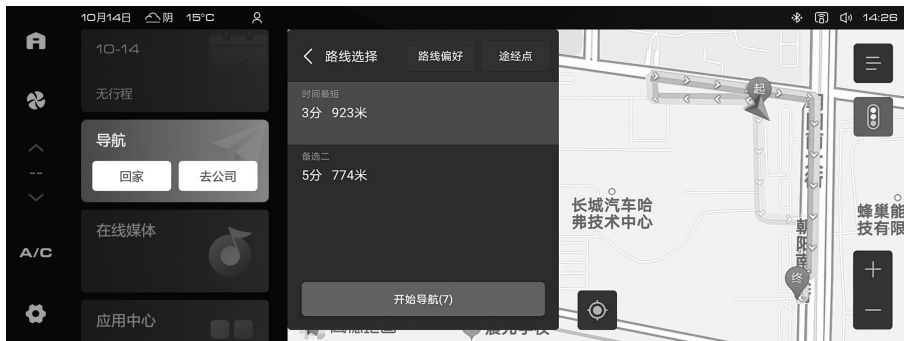 10月14日 阴 15°C
14:26
A/C
10-14
无行程
导航
回家 去公司
在线媒体
应用中心
路线选择 路线偏好 途经点
时间最短
3分 923米
备选二
5分 774米
开始导航(7)
起
长城汽车哈
弗技术中心
朝阳南
终
蜂巢能
技有限